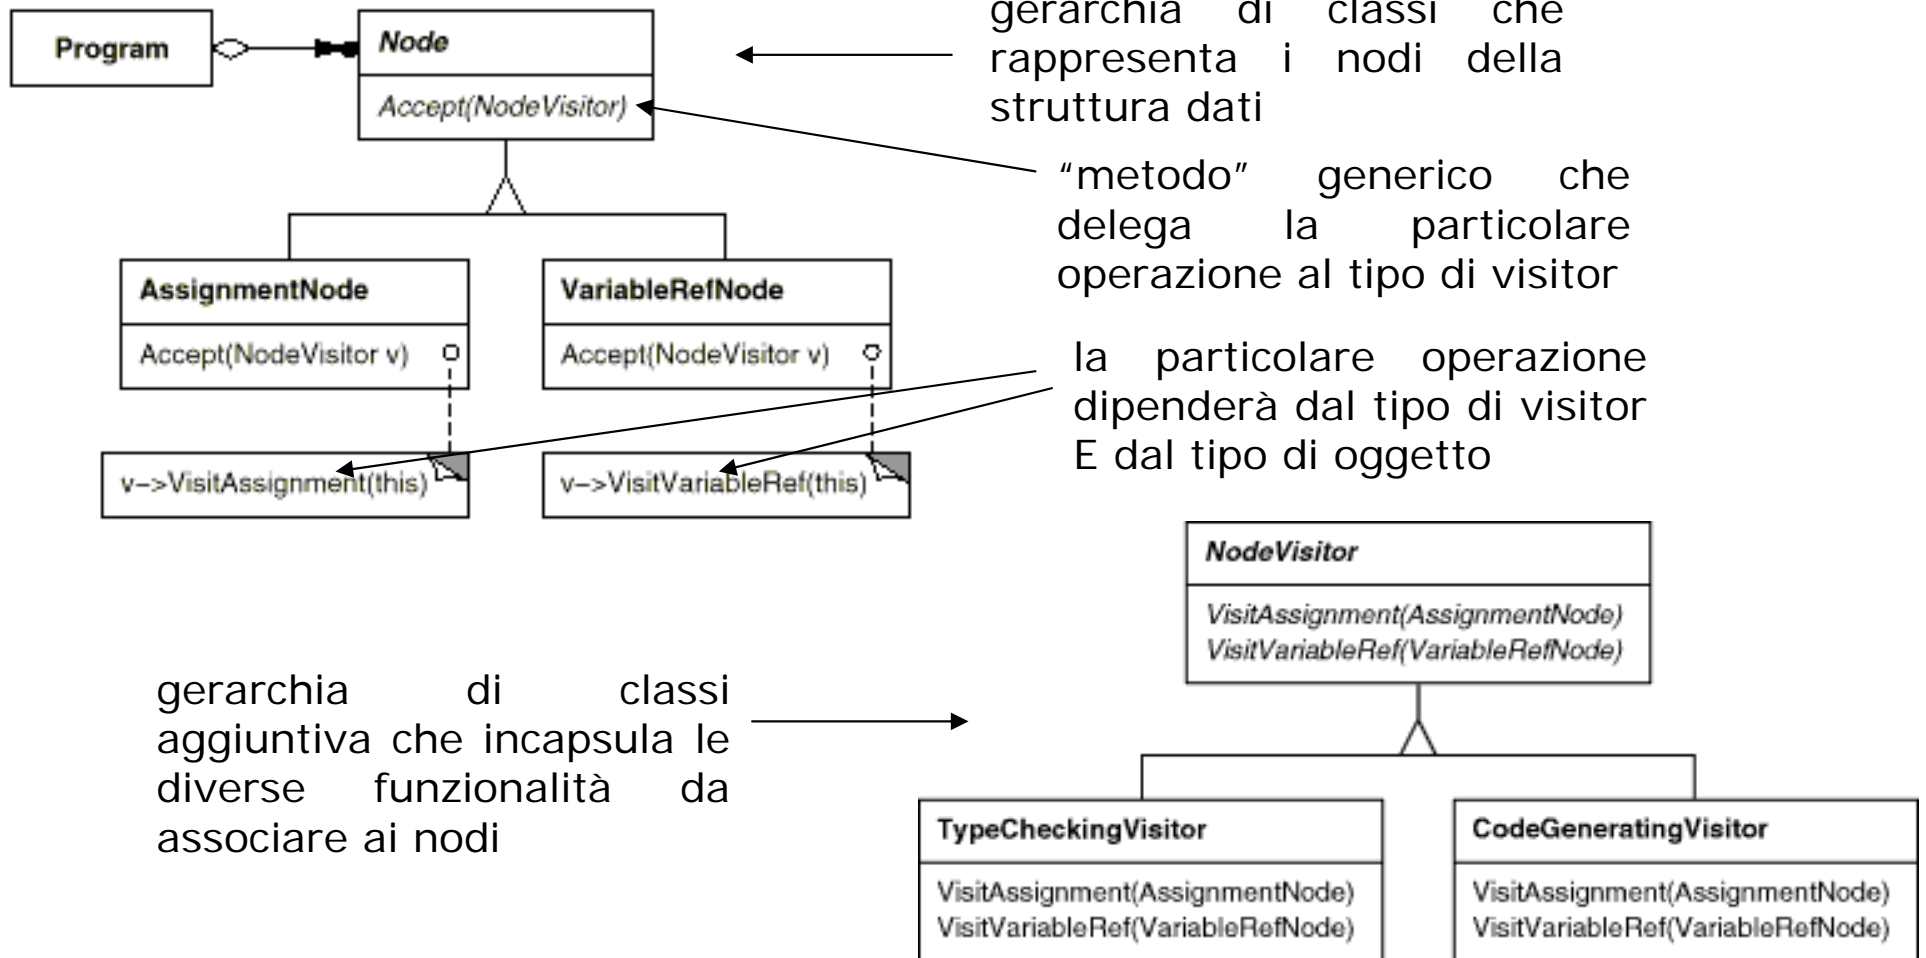 Program
Node
Accept(NodeVisitor)
gerarchia di classi che
rappresenta i nodi della
struttura dati
“metodo” generico che
delega la particolare
operazione al tipo di visitor
AssignmentNode
Accept(NodeVisitor v)
VariableRefNode
Accept(NodeVisitor v)
la particolare operazione
dipenderà dal tipo di visitor
E dal tipo di oggetto
v–>VisitAssignment(this)
v–>VisitVariableRef(this)
NodeVisitor
VisitAssignment(AssignmentNode)
VisitVariableRef(VariableRefNode)
gerarchia di classi
aggiuntiva che incapsula le
diverse funzionalità da
associare ai nodi
TypeCheckingVisitor
VisitAssignment(AssignmentNode)
VisitVariableRef(VariableRefNode)
CodeGeneratingVisitor
VisitAssignment(AssignmentNode)
VisitVariableRef(VariableRefNode)